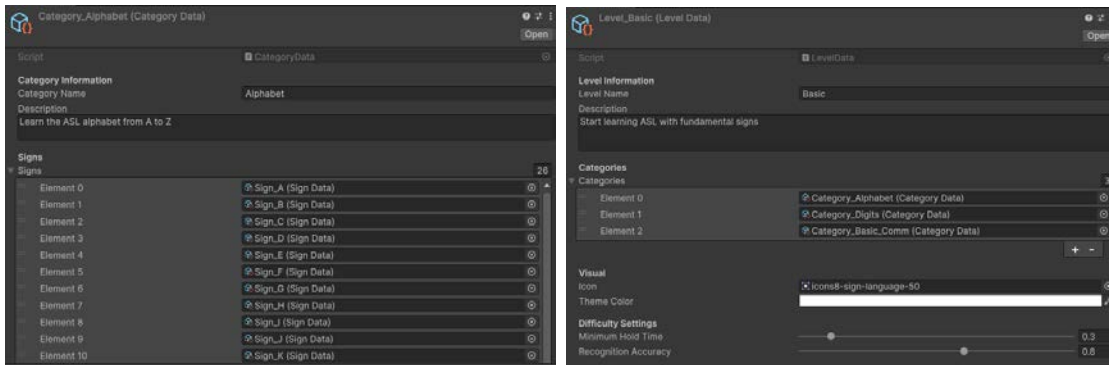 Category_Alphabet (Category Data)
Open
Script CategoryData
Category Information
Category Name Alphabet
Description
Learn the ASL alphabet from A to Z
Signs
Signs 26
Element 0 Sign_A (Sign Data)
Element 1 Sign_B (Sign Data)
Element 2 Sign_C (Sign Data)
Element 3 Sign_D (Sign Data)
Element 4 Sign_E (Sign Data)
Element 5 Sign_F (Sign Data)
Element 6 Sign_G (Sign Data)
Element 7 Sign_H (Sign Data)
Element 8 Sign_I (Sign Data)
Element 9 Sign_J (Sign Data)
Element 10 Sign_K (Sign Data)
Level_Basic (Level Data)
Open
Script LevelData
Level Information
Level Name Basic
Description
Start learning ASL with fundamental signs
Categories
Categories 3
Element 0 Category_Alphabet (Category Data)
Element 1 Category_Digits (Category Data)
Element 2 Category_Basic_Comm (Category Data)
+ -
Visual
Icon icons8-sign-language-50
Theme Color
Difficulty Settings
Minimum Hold Time 0.3
Recognition Accuracy 0.8